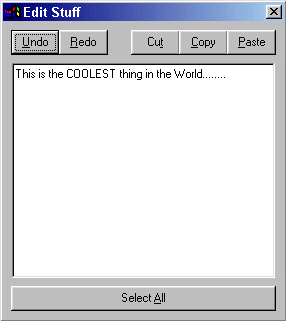 Edit Stuff
Undo Redo Cut Copy Paste
This is the COOLEST thing in the World........
Select All